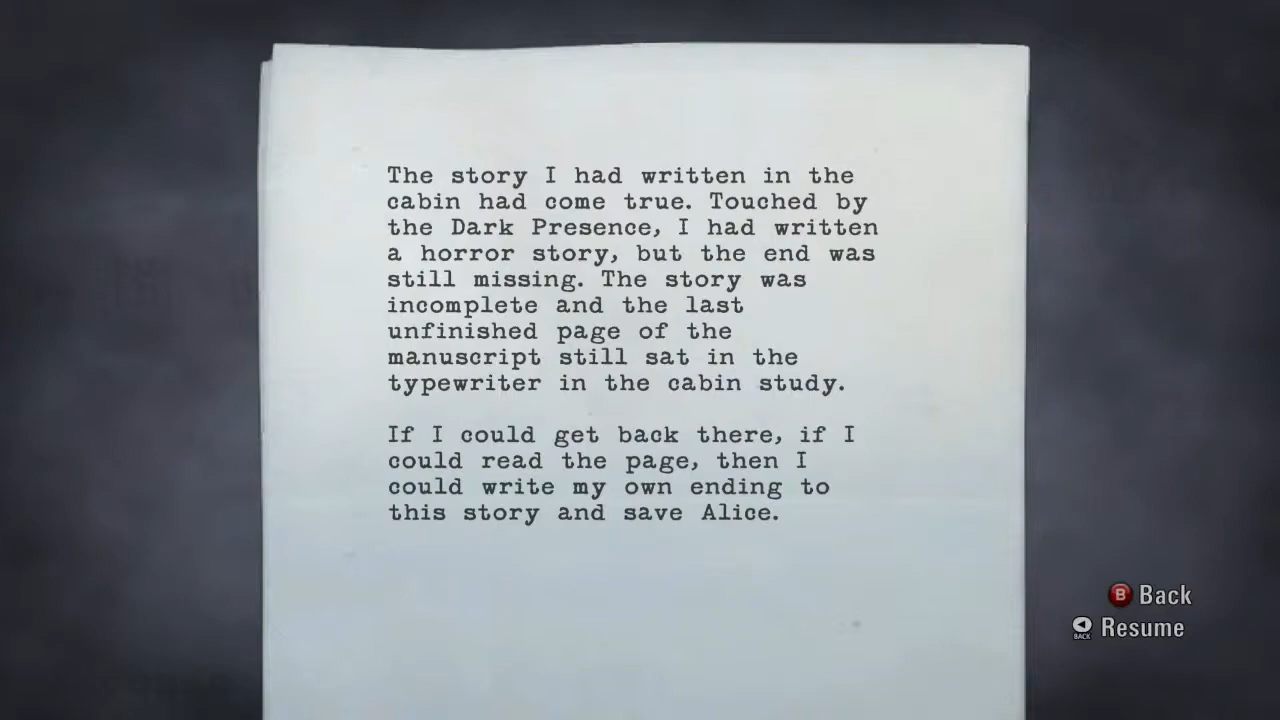 The story I had written in the
cabin had come true. Touched by
the Dark Presence, I had written
a horror story, but the end was
still missing. The story was
incomplete and the last
unfinished page of the
manuscript still sat in the
typewriter in the cabin study.
If I could get back there, if I
could read the page, then I
could write my own ending to
this story and save Alice.
B Back
BACK Resume